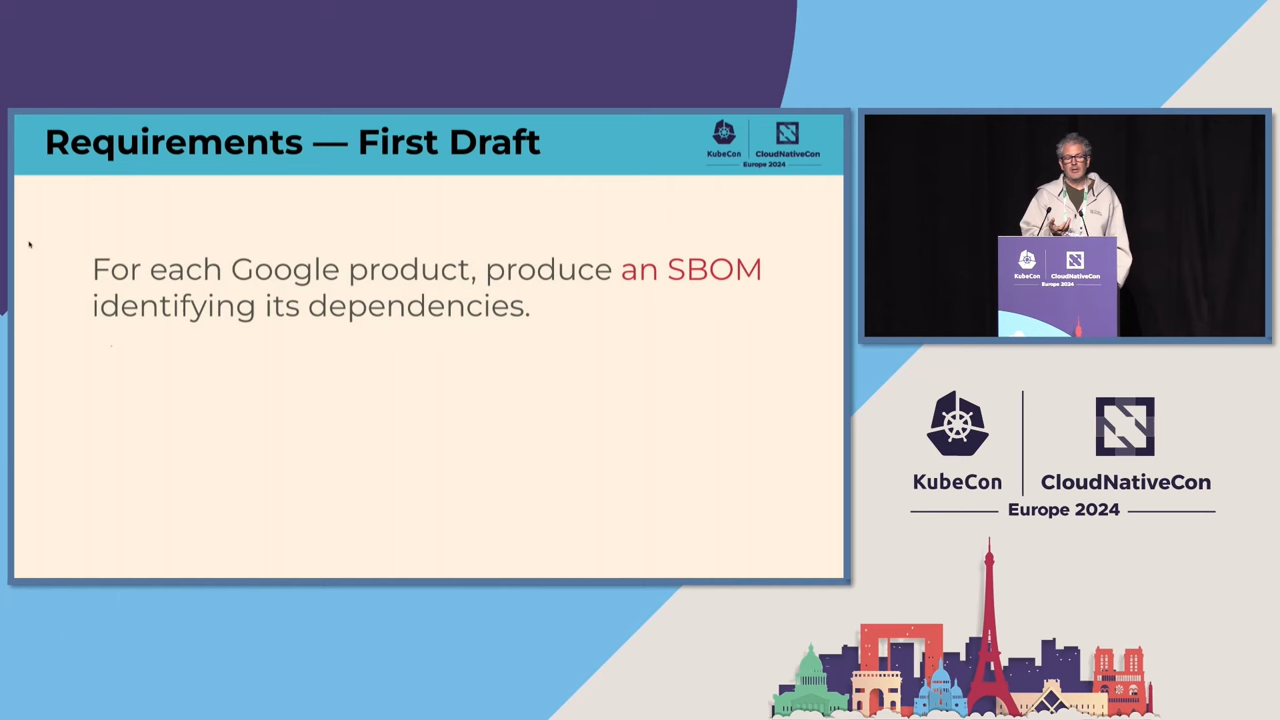 Requirements — First Draft
KubeCon
CloudNativeCon
Europe 2024
For each Google product, produce an SBOM
identifying its dependencies.
KubeCon
CloudNativeCon
Europe 2024
KubeCon
CloudNativeCon
Europe 2024